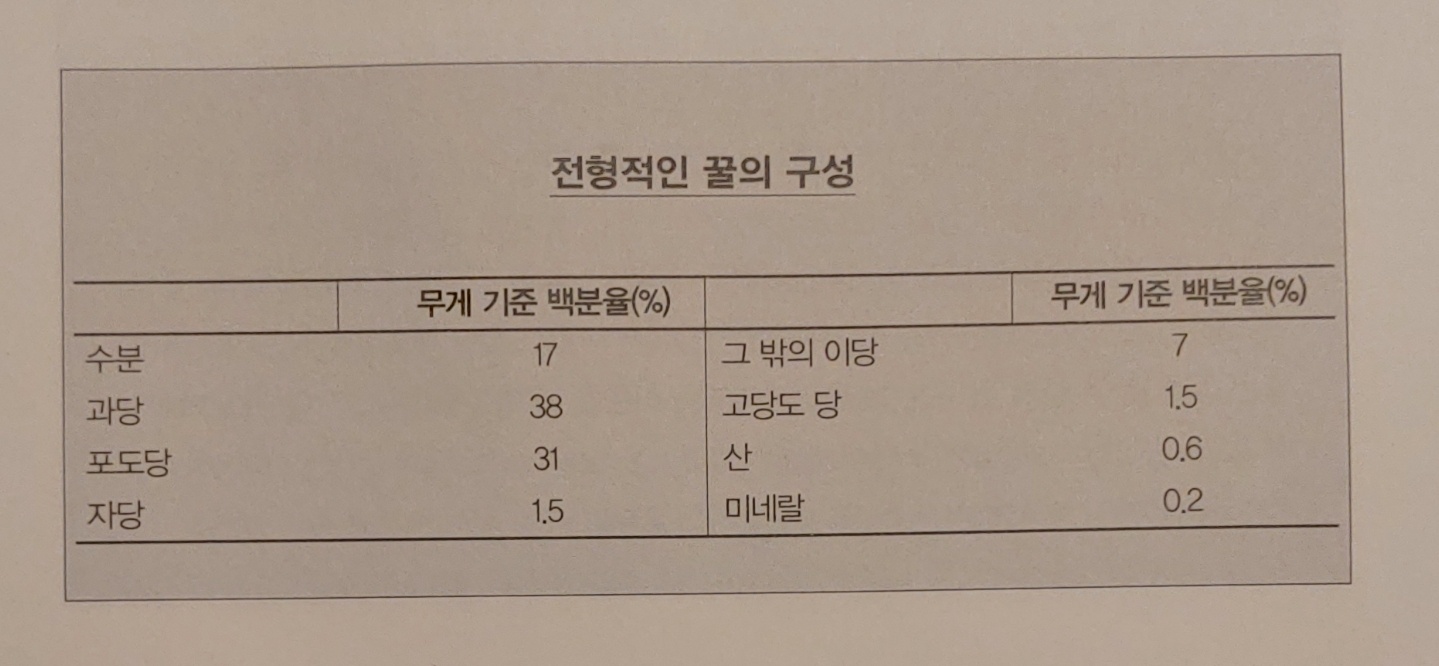 전형적인 꿀의 구성
무게 기준 백분율(%) 무게 기준 백분율(%)
수분 17 그 밖의 이당 7
과당 38 고당도 당 1.5
포도당 31 산 0.6
자당 1.5 미네랄 0.2